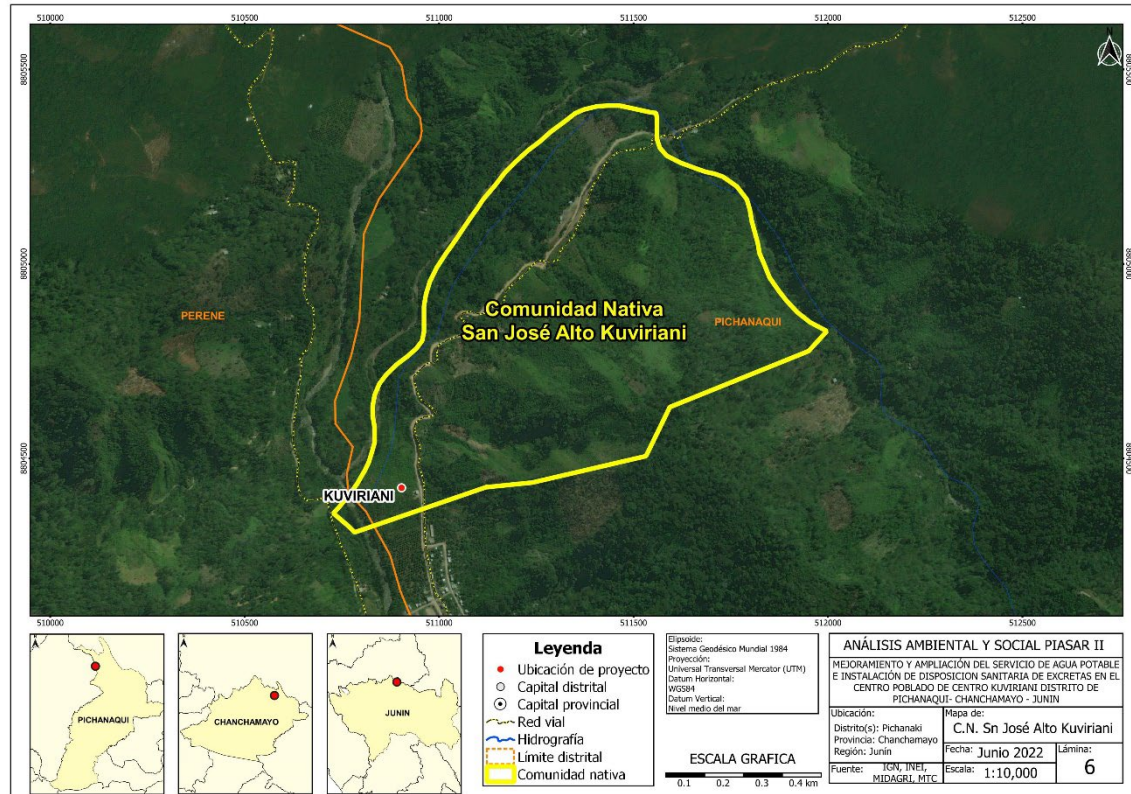 510000
510500
511000
511500
512000
512500
8805500
8805500
8805000
8805000
8804500
8804500
N
PERENE
Comunidad Nativa
San José Alto Kuviriani
PICHANAQUI
KUVIRIANI
510000
510500
511000
511500
512000
512500
N
PICHANAQUI
N
CHANCHAMAYO
N
JUNIN
Leyenda
Ubicación de proyecto
Capital distrital
Capital provincial
Red vial
Hidrografía
Límite distrital
Comunidad nativa
Elipsoide:
Sistema Geodésico Mundial 1984
Proyección:
Universal Transversal Mercator (UTM)
Datum Horizontal:
WGS84
Datum Vertical:
Nivel medio del mar
ESCALA GRAFICA
0.1 0.2 0.3 0.4 km
ANÁLISIS AMBIENTAL Y SOCIAL PIASAR II
MEJORAMIENTO Y AMPLIACIÓN DEL SERVICIO DE AGUA POTABLE
E INSTALACIÓN DE DISPOSICION SANITARIA DE EXCRETAS EN EL
CENTRO POBLADO DE CENTRO KUVIRIANI DISTRITO DE
PICHANAQUI- CHANCHAMAYO - JUNIN
Ubicación:
Distrito(s): Pichanaki
Provincia: Chanchamayo
Región: Junín
Mapa de:
C.N. Sn José Alto Kuviriani
Fecha: Junio 2022
Lámina:
6
Fuente: IGN, INEI,
MIDAGRI, MTC
Escala: 1:10,000